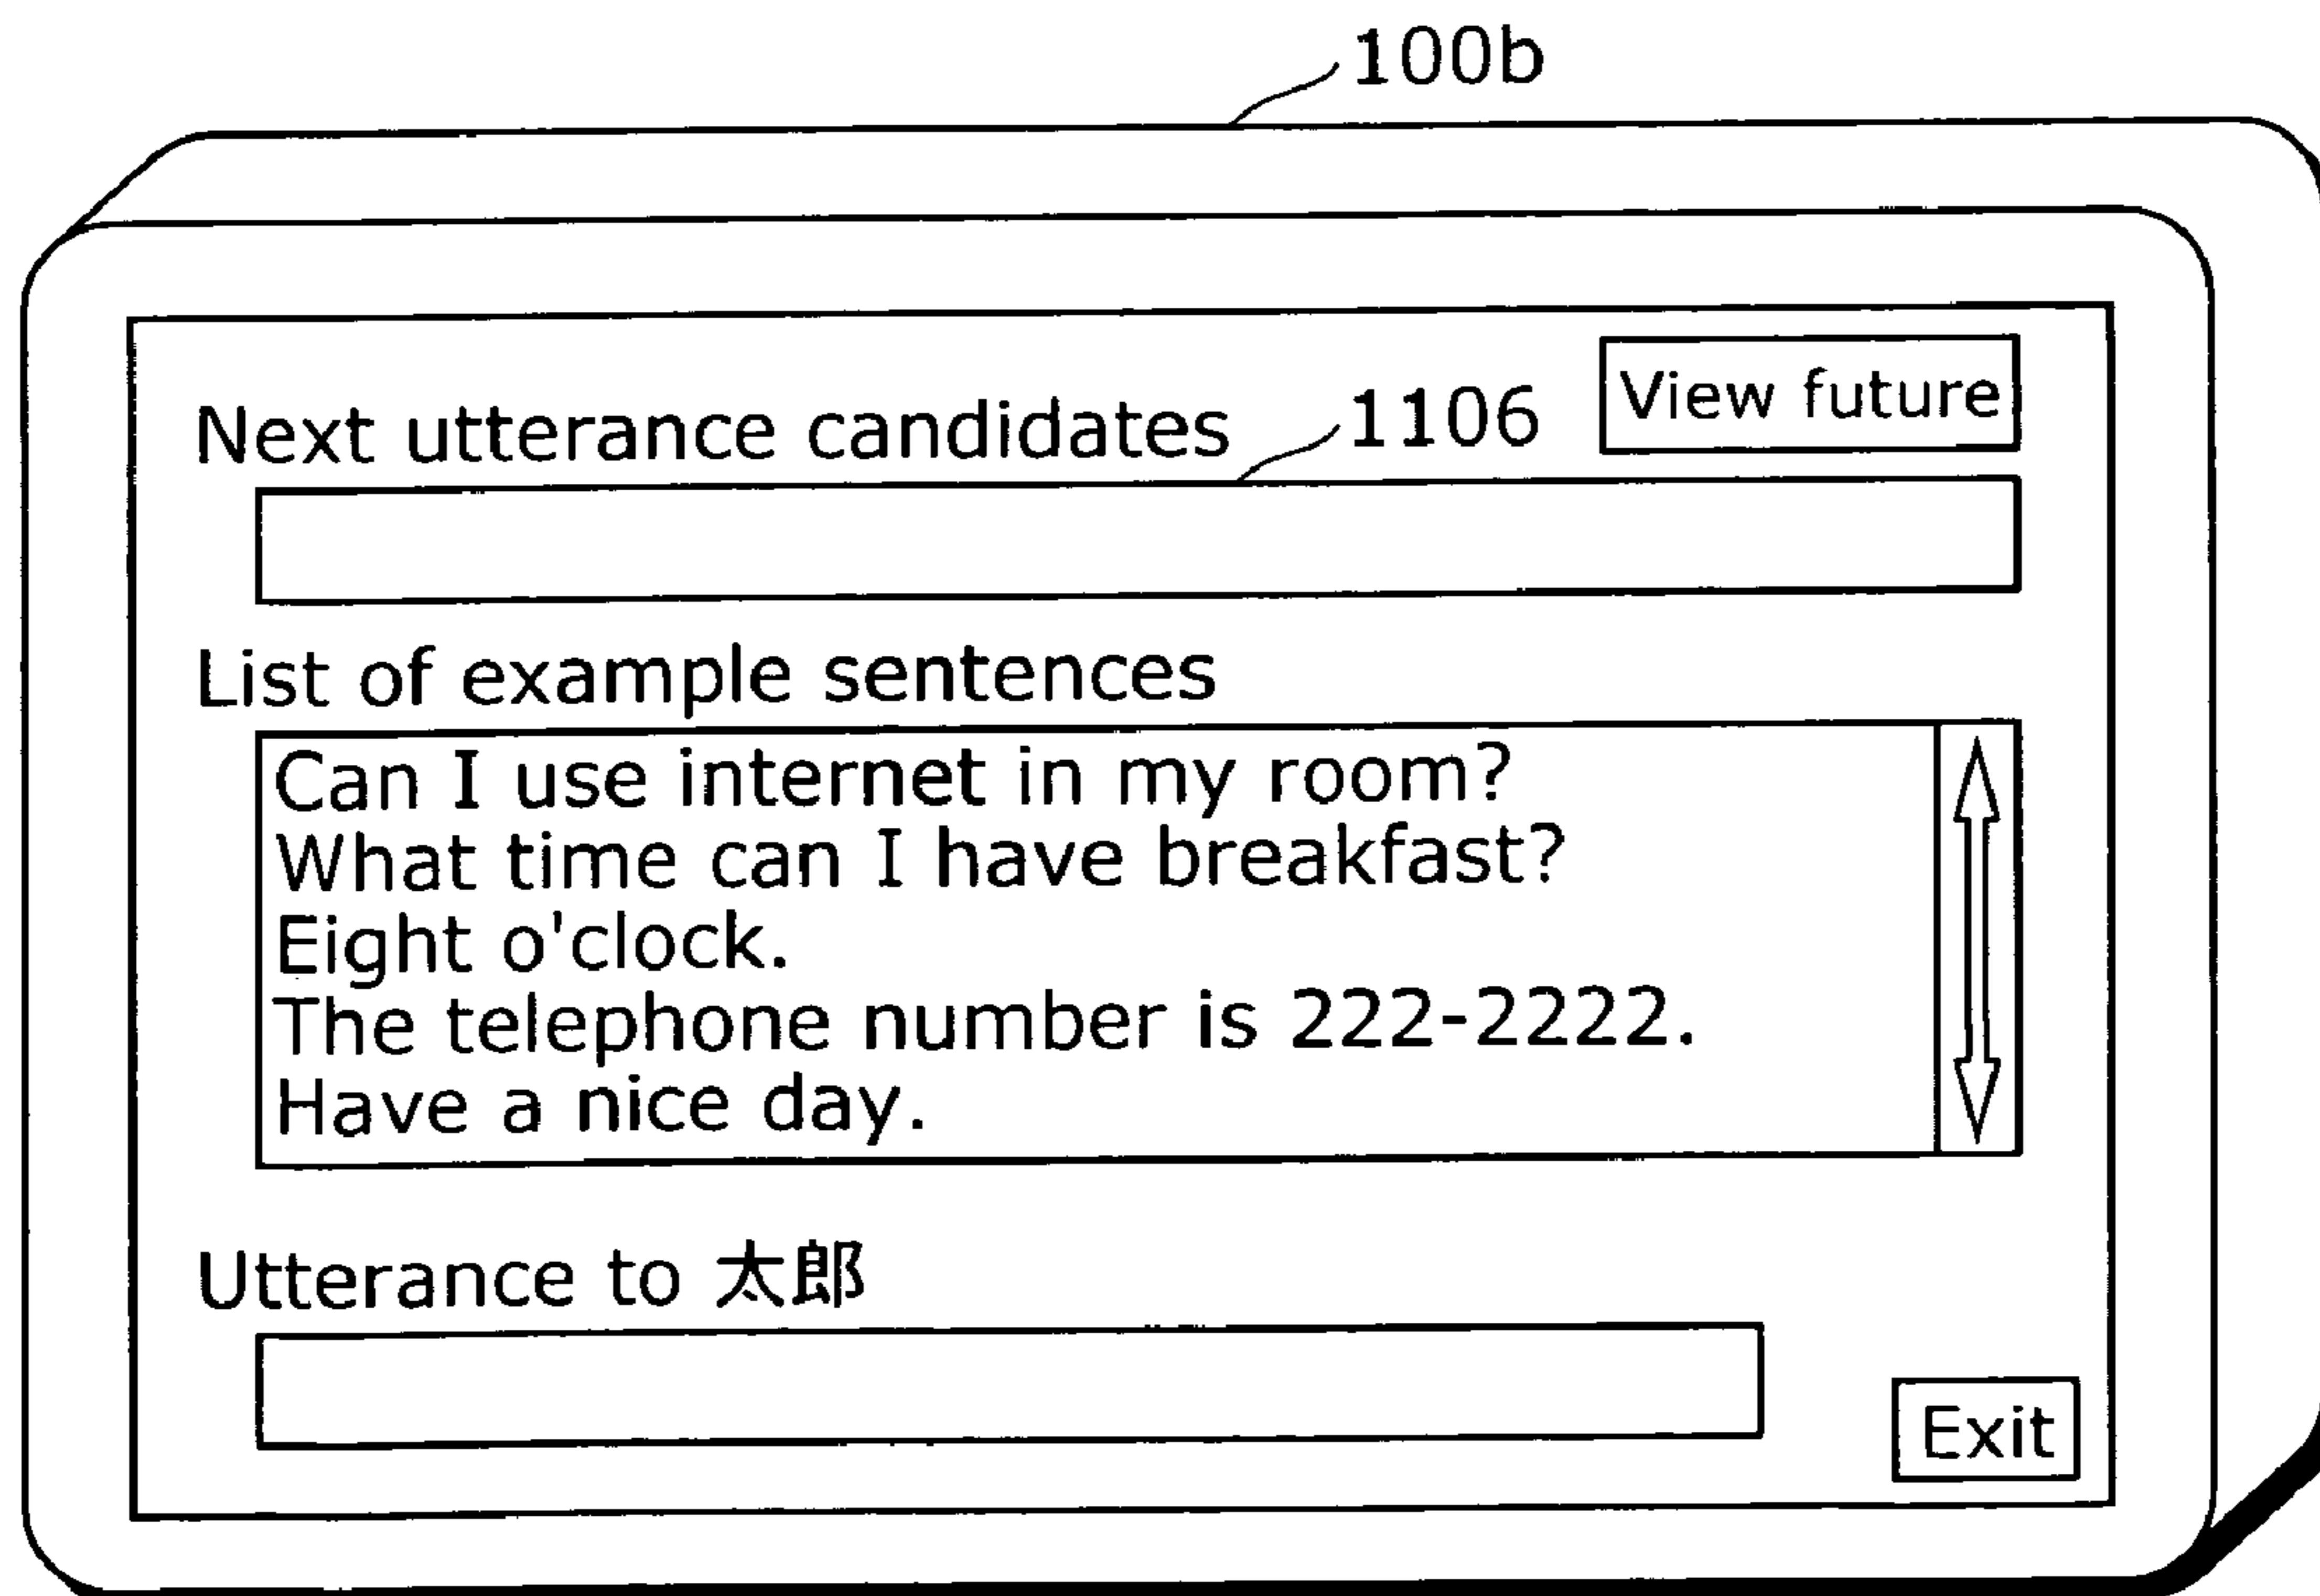 100b
View future
Next utterance candidates
1106
List of example sentences
Can I use internet in my room?
What time can I have breakfast?
Eight o'clock.
The telephone number is 222-2222.
Have a nice day.
Utterance to 太郎
Exit